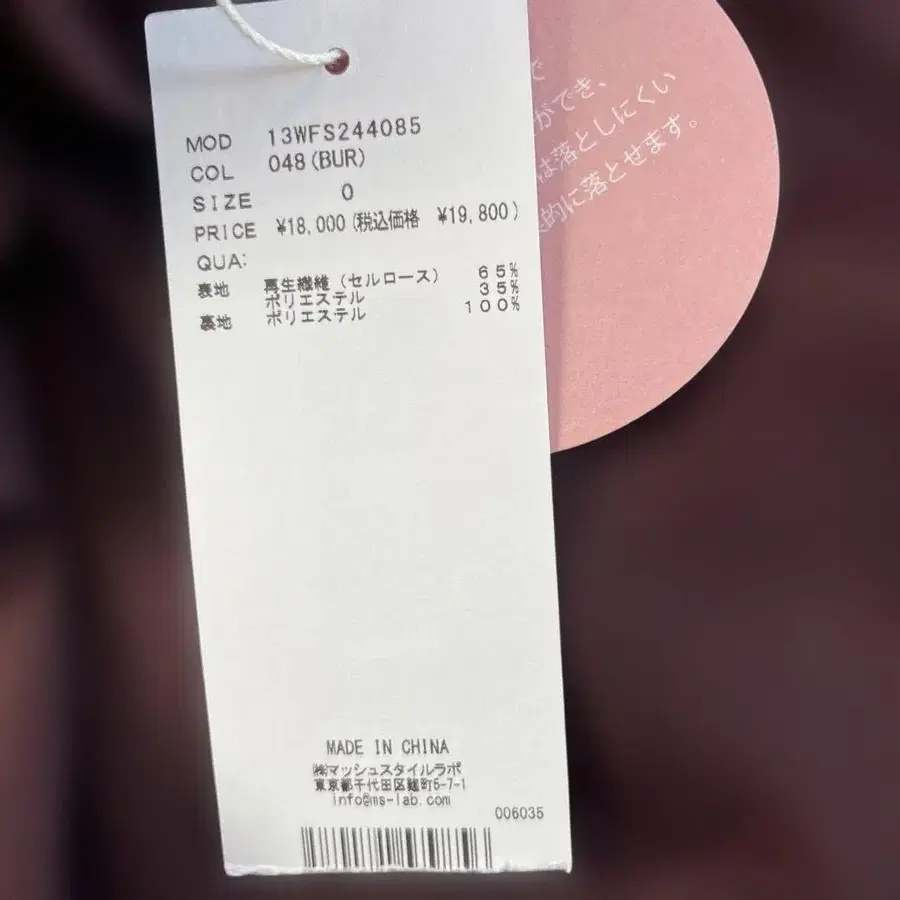 MOD 13WFS244085
COL 048(BUR)
SIZE 0
PRICE ¥18,000(税込価格 ¥19,800)
QUA:
表地 再生繊維(セルロース) 65%
ポリエステル 35%
裏地 ポリエステル 100%
MADE IN CHINA
㈱マッシュスタイルラボ
東京都千代田区麹町5-7-1
info@ms-lab.com
006035
で
ができ、
は落としにくい
的に落とせます。